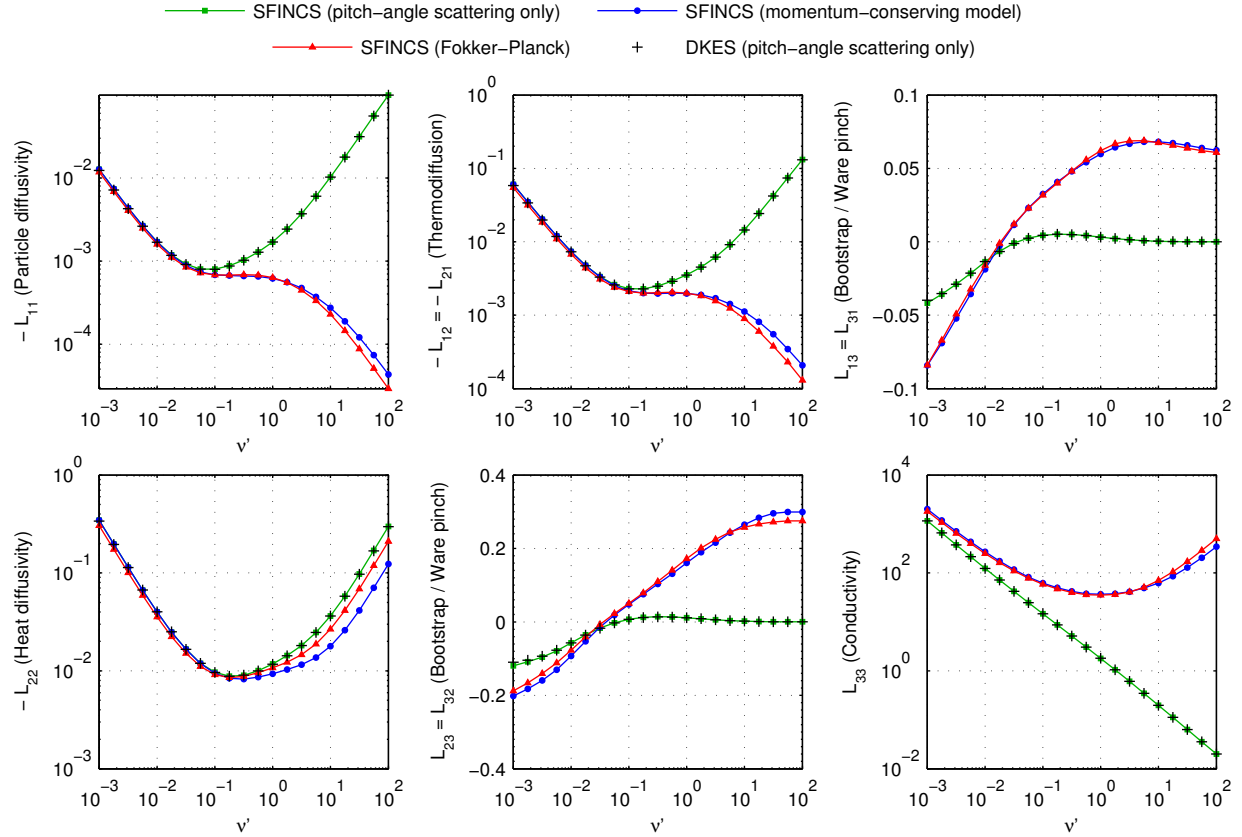 SFINCS (pitch−angle scattering only)
SFINCS (momentum−conserving model)
SFINCS (Fokker−Planck)
DKES (pitch−angle scattering only)
− L11 (Particle diffusivity)
10−2
10−3
10−4
10−3 10−2 10−1 100 101 102
ν'
− L12 = − L21 (Thermodiffusion)
100
10−1
10−2
10−3
10−4
10−3 10−2 10−1 100 101 102
ν'
L13 = L31 (Bootstrap / Ware pinch)
0.1
0.05
0
−0.05
−0.1
10−3 10−2 10−1 100 101 102
ν'
− L22 (Heat diffusivity)
100
10−1
10−2
10−3
10−3 10−2 10−1 100 101 102
ν'
L23 = L32 (Bootstrap / Ware pinch)
0.4
0.2
0
−0.2
−0.4
10−3 10−2 10−1 100 101 102
ν'
L33 (Conductivity)
104
102
100
10−2
10−3 10−2 10−1 100 101 102
ν'